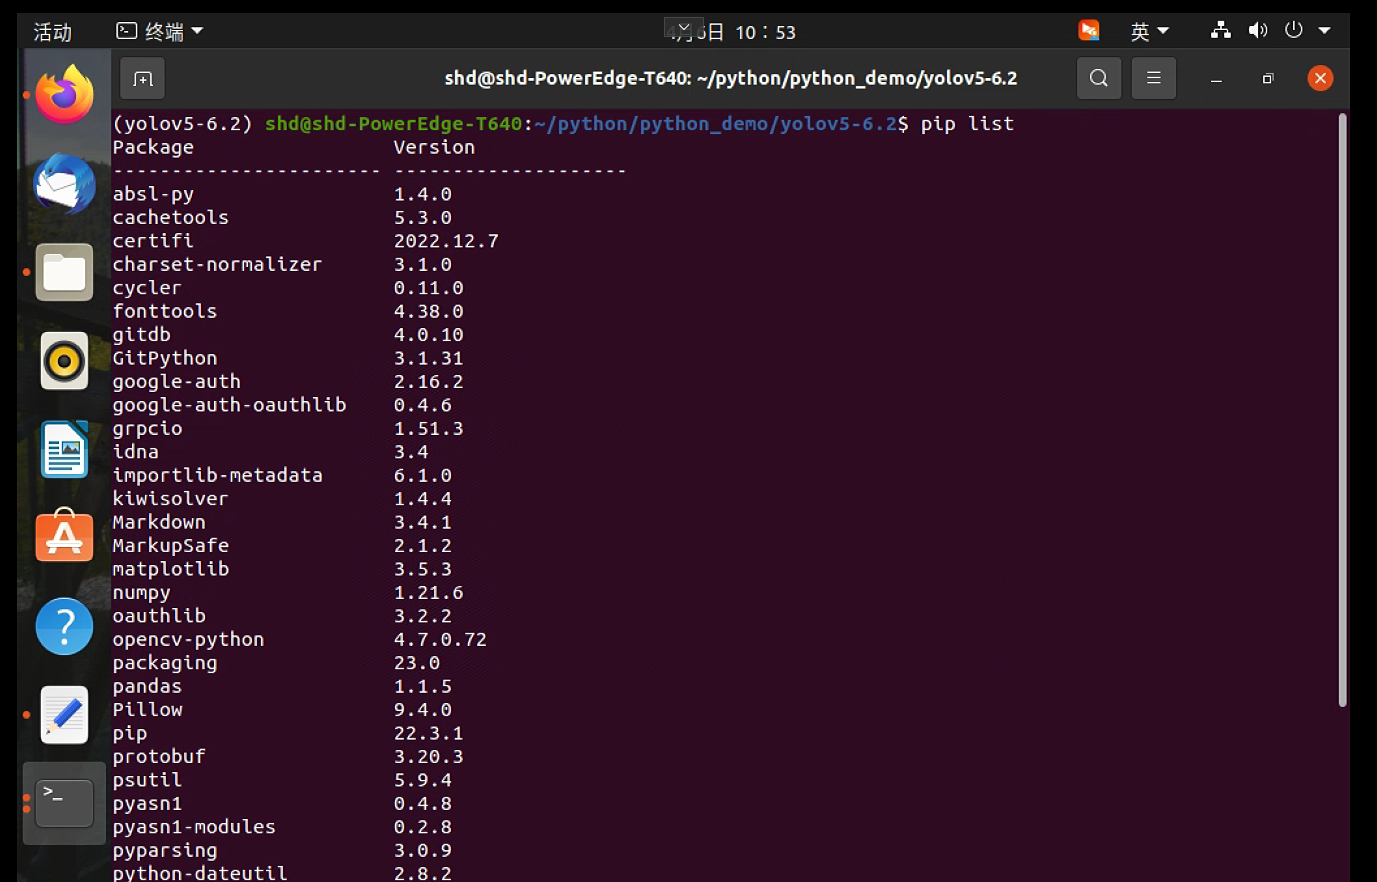 活动 终端 日 10：53 英
shd@shd-PowerEdge-T640: ~/python/python_demo/yolov5-6.2
(yolov5-6.2) shd@shd-PowerEdge-T640:~/python/python_demo/yolov5-6.2$ pip list
Package Version
----------------------- --------------------
absl-py 1.4.0
cachetools 5.3.0
certifi 2022.12.7
charset-normalizer 3.1.0
cycler 0.11.0
fonttools 4.38.0
gitdb 4.0.10
GitPython 3.1.31
google-auth 2.16.2
google-auth-oauthlib 0.4.6
grpcio 1.51.3
idna 3.4
importlib-metadata 6.1.0
kiwisolver 1.4.4
Markdown 3.4.1
MarkupSafe 2.1.2
matplotlib 3.5.3
numpy 1.21.6
oauthlib 3.2.2
opencv-python 4.7.0.72
packaging 23.0
pandas 1.1.5
Pillow 9.4.0
pip 22.3.1
protobuf 3.20.3
psutil 5.9.4
pyasn1 0.4.8
pyasn1-modules 0.2.8
pyparsing 3.0.9
python-dateutil 2.8.2